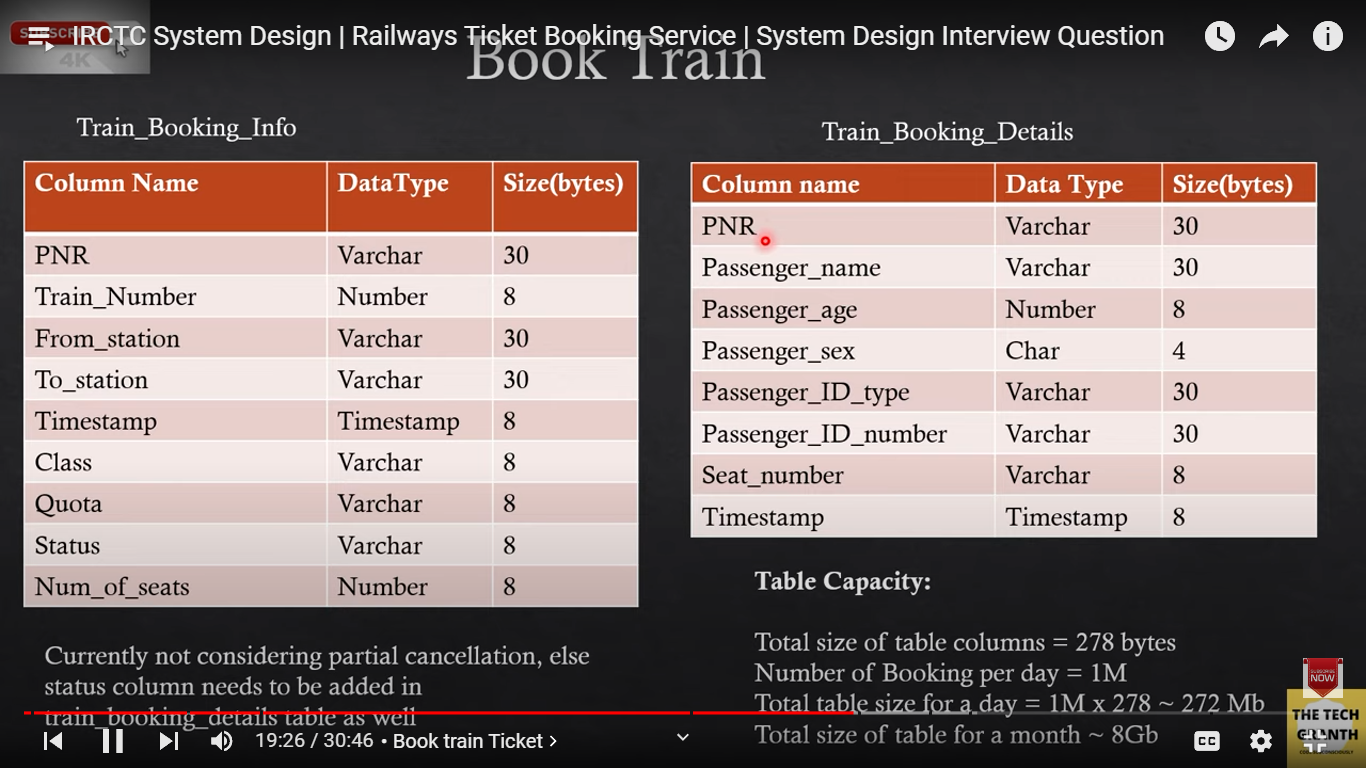 IRCTC System Design | Railways Ticket Booking Service | System Design Interview Question
SUBSCRIBE
4K
Book Train
Train_Booking_Info
Column Name DataType Size(bytes)
PNR Varchar 30
Train_Number Number 8
From_station Varchar 30
To_station Varchar 30
Timestamp Timestamp 8
Class Varchar 8
Quota Varchar 8
Status Varchar 8
Num_of_seats Number 8
Currently not considering partial cancellation, else
status column needs to be added in
train_booking_details table as well
Train_Booking_Details
Column name Data Type Size(bytes)
PNR Varchar 30
Passenger_name Varchar 30
Passenger_age Number 8
Passenger_sex Char 4
Passenger_ID_type Varchar 30
Passenger_ID_number Varchar 30
Seat_number Varchar 8
Timestamp Timestamp 8
Table Capacity:
Total size of table columns = 278 bytes
Number of Booking per day = 1M
Total table size for a day = 1M x 278 ~ 272 Mb
Total size of table for a month ~ 8Gb
SUBSCRIBE
NOW
THE TECH
GRANTH
19:26 / 30:46 • Book train Ticket >
CC